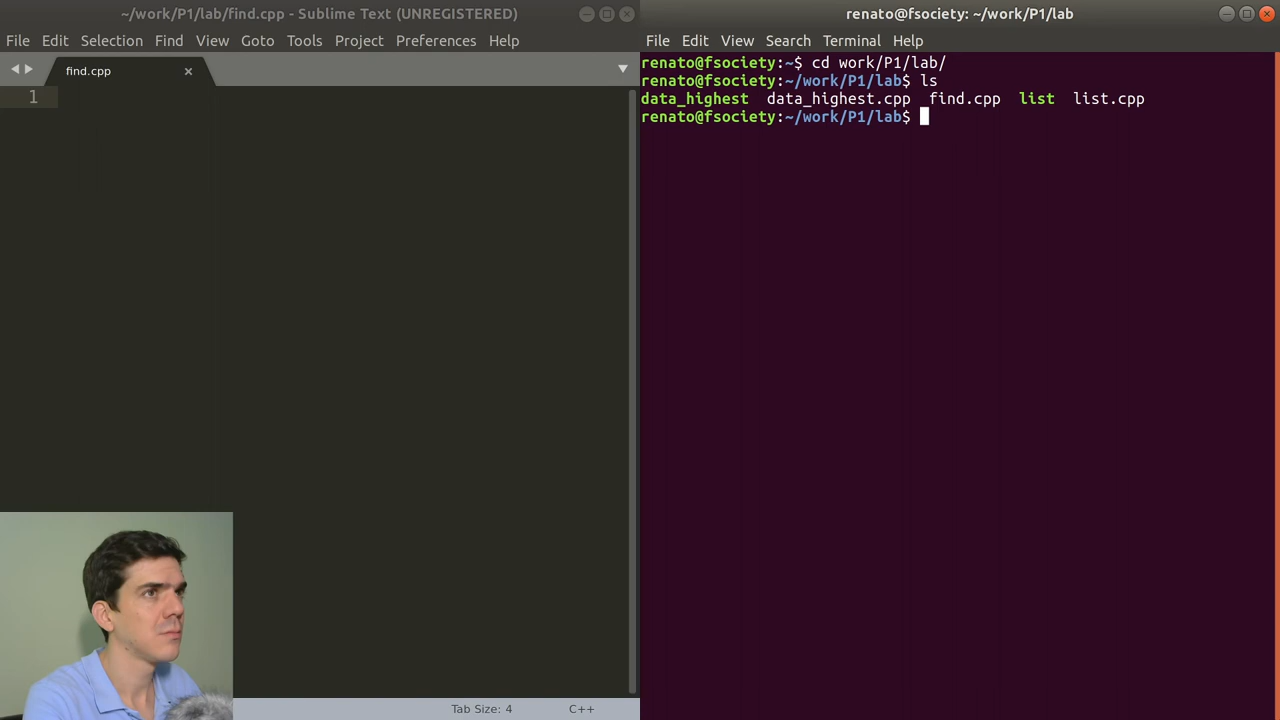 ~/work/P1/lab/find.cpp - Sublime Text (UNREGISTERED)
File Edit Selection Find View Goto Tools Project Preferences Help
find.cpp
1
Tab Size: 4 C++
renato@fsociety: ~/work/P1/lab
File Edit View Search Terminal Help
renato@fsociety:~$ cd work/P1/lab/
renato@fsociety:~/work/P1/lab$ ls
data_highest data_highest.cpp find.cpp list list.cpp
renato@fsociety:~/work/P1/lab$